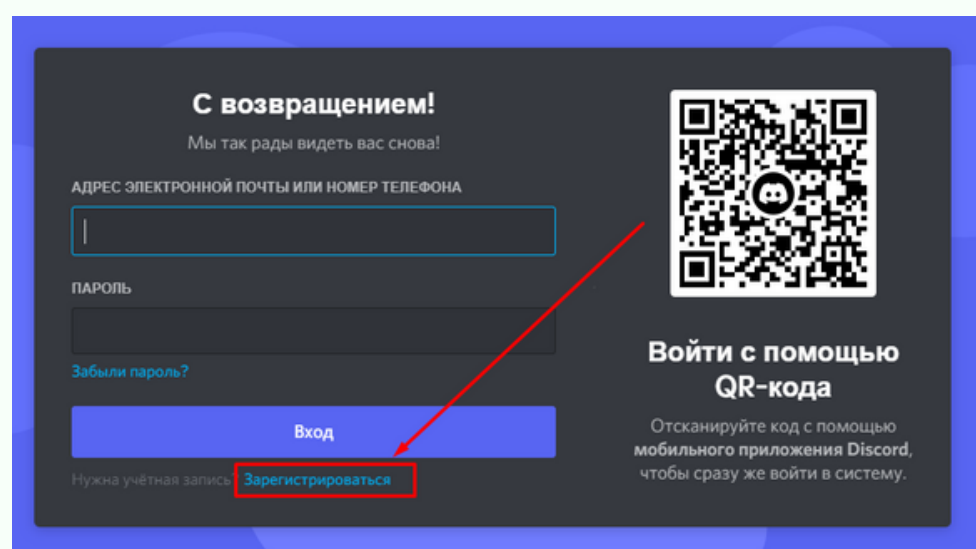 С возвращением!
Мы так рады видеть вас снова!
АДРЕС ЭЛЕКТРОННОЙ ПОЧТЫ ИЛИ НОМЕР ТЕЛЕФОНА
ПАРОЛЬ
Забыли пароль?
Вход
Нужна учётная запись? Зарегистрироваться
Войти с помощью
QR-кода
Отсканируйте код с помощью
мобильного приложения Discord,
чтобы сразу же войти в систему.